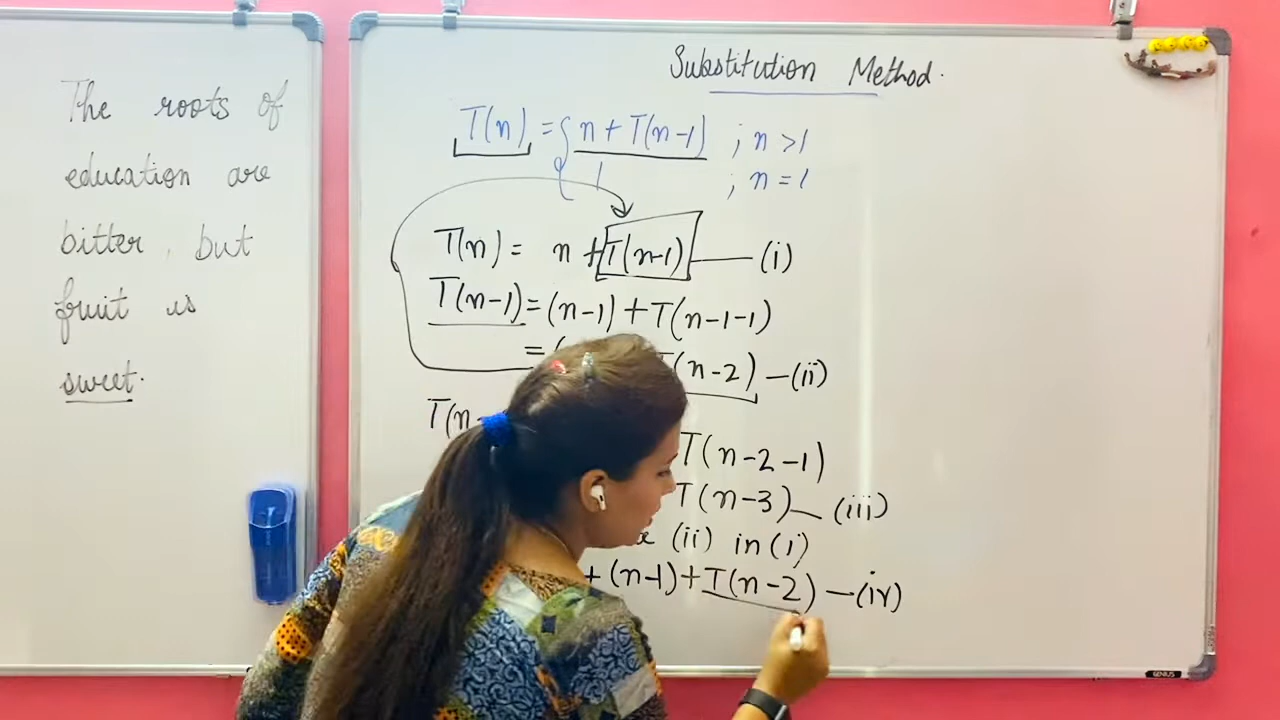 The roots of
education are
bitter, but
fruit is
sweet.
Substitution Method.
T(n) = { n + T(n-1) ; n > 1
1 ; n = 1
T(n) = n + T(n-1) — (i)
T(n-1) = (n-1) + T(n-1-1)
= ( T(n-2) — (ii)
T(n- T(n-2-1)
T(n-3) — (iii)
(ii) in (i)
+ (n-1) + T(n-2) — (iv)
GENIUS